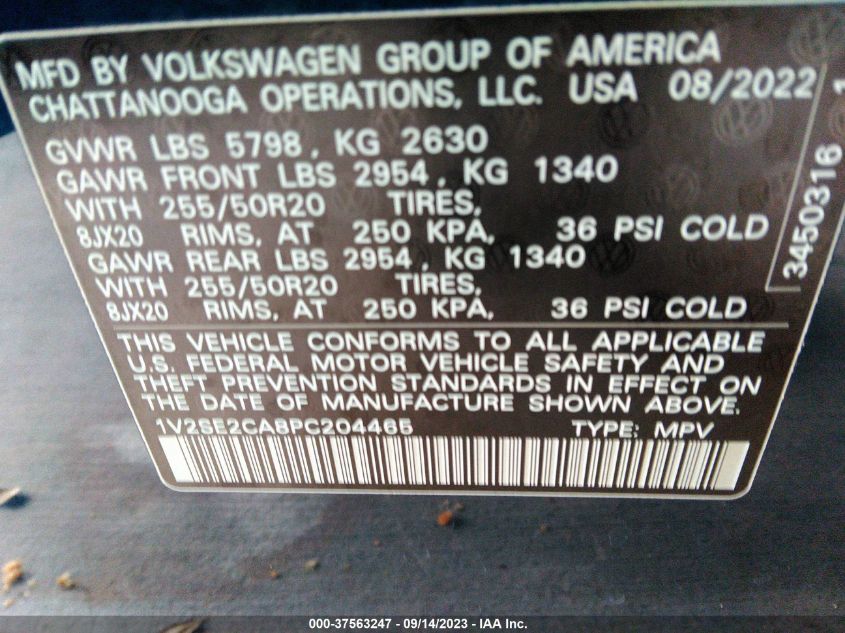 MFD BY VOLKSWAGEN GROUP OF AMERICA
CHATTANOOGA OPERATIONS, LLC. USA 08/2022
GVWR LBS 5798, KG 2630
GAWR FRONT LBS 2954, KG 1340
WITH 255/50R20 TIRES,
8JX20 RIMS, AT 250 KPA, 36 PSI COLD
GAWR REAR LBS 2954, KG 1340
WITH 255/50R20 TIRES,
8JX20 RIMS, AT 250 KPA, 36 PSI COLD
THIS VEHICLE CONFORMS TO ALL APPLICABLE
U.S. FEDERAL MOTOR VEHICLE SAFETY AND
THEFT PREVENTION STANDARDS IN EFFECT ON
THE DATE OF MANUFACTURE SHOWN ABOVE.
1V2SE2CA8PC204465 TYPE: MPV
3450316 1
000-37563247 - 09/14/2023 - IAA Inc.